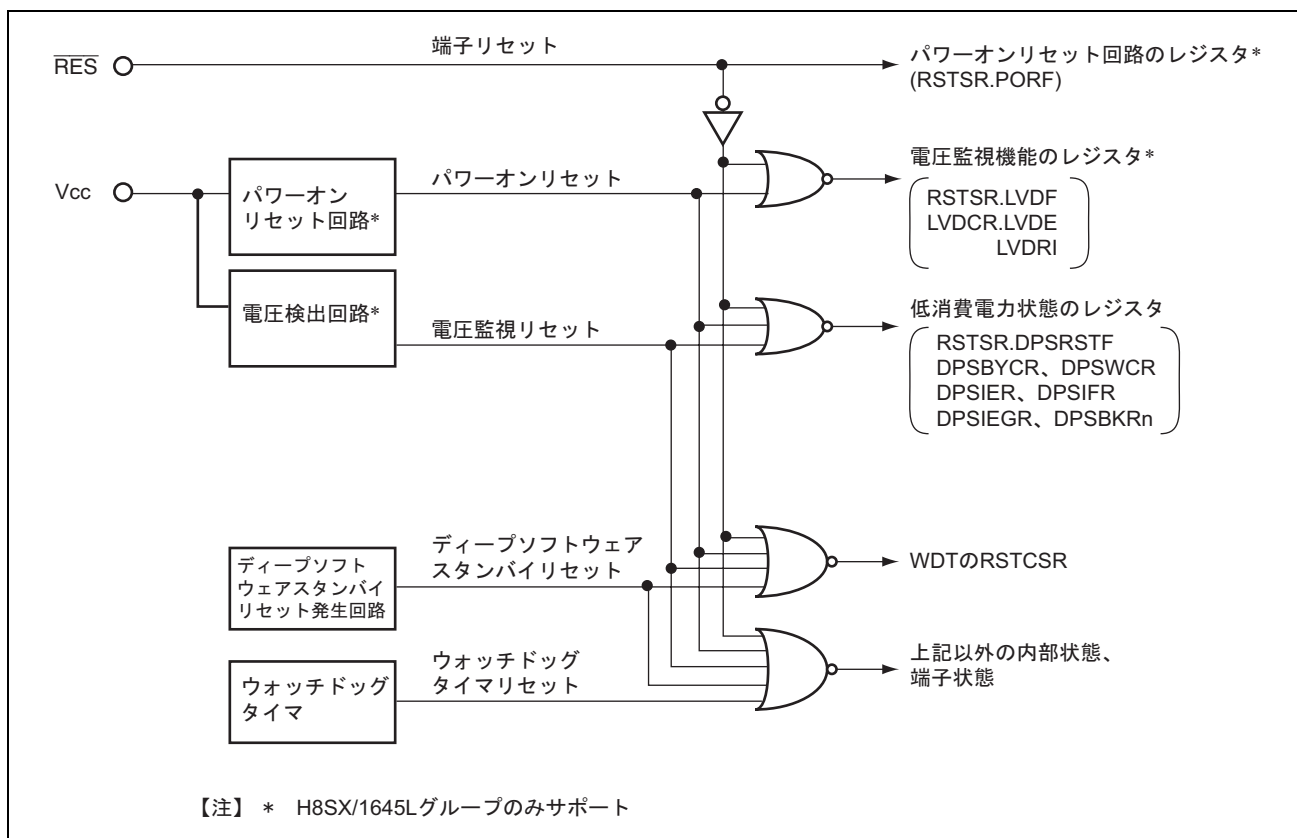 端子リセット
RES
パワーオンリセット回路のレジスタ*
(RSTSR.PORF)
Vcc
パワーオン
リセット回路*
パワーオンリセット
電圧監視機能のレジスタ*
RSTSR.LVDF
LVDCR.LVDE
LVDRI
電圧検出回路*
電圧監視リセット
低消費電力状態のレジスタ
RSTSR.DPSRSTF
DPSBYCR、DPSWCR
DPSIER、DPSIFR
DPSIEGR、DPSBKRn
ディープソフト
ウェアスタンバイ
リセット発生回路
ディープソフトウェア
スタンバイリセット
WDTのRSTCSR
ウォッチドッグ
タイマ
ウォッチドッグ
タイマリセット
上記以外の内部状態、
端子状態
【注】 * H8SX/1645Lグループのみサポート